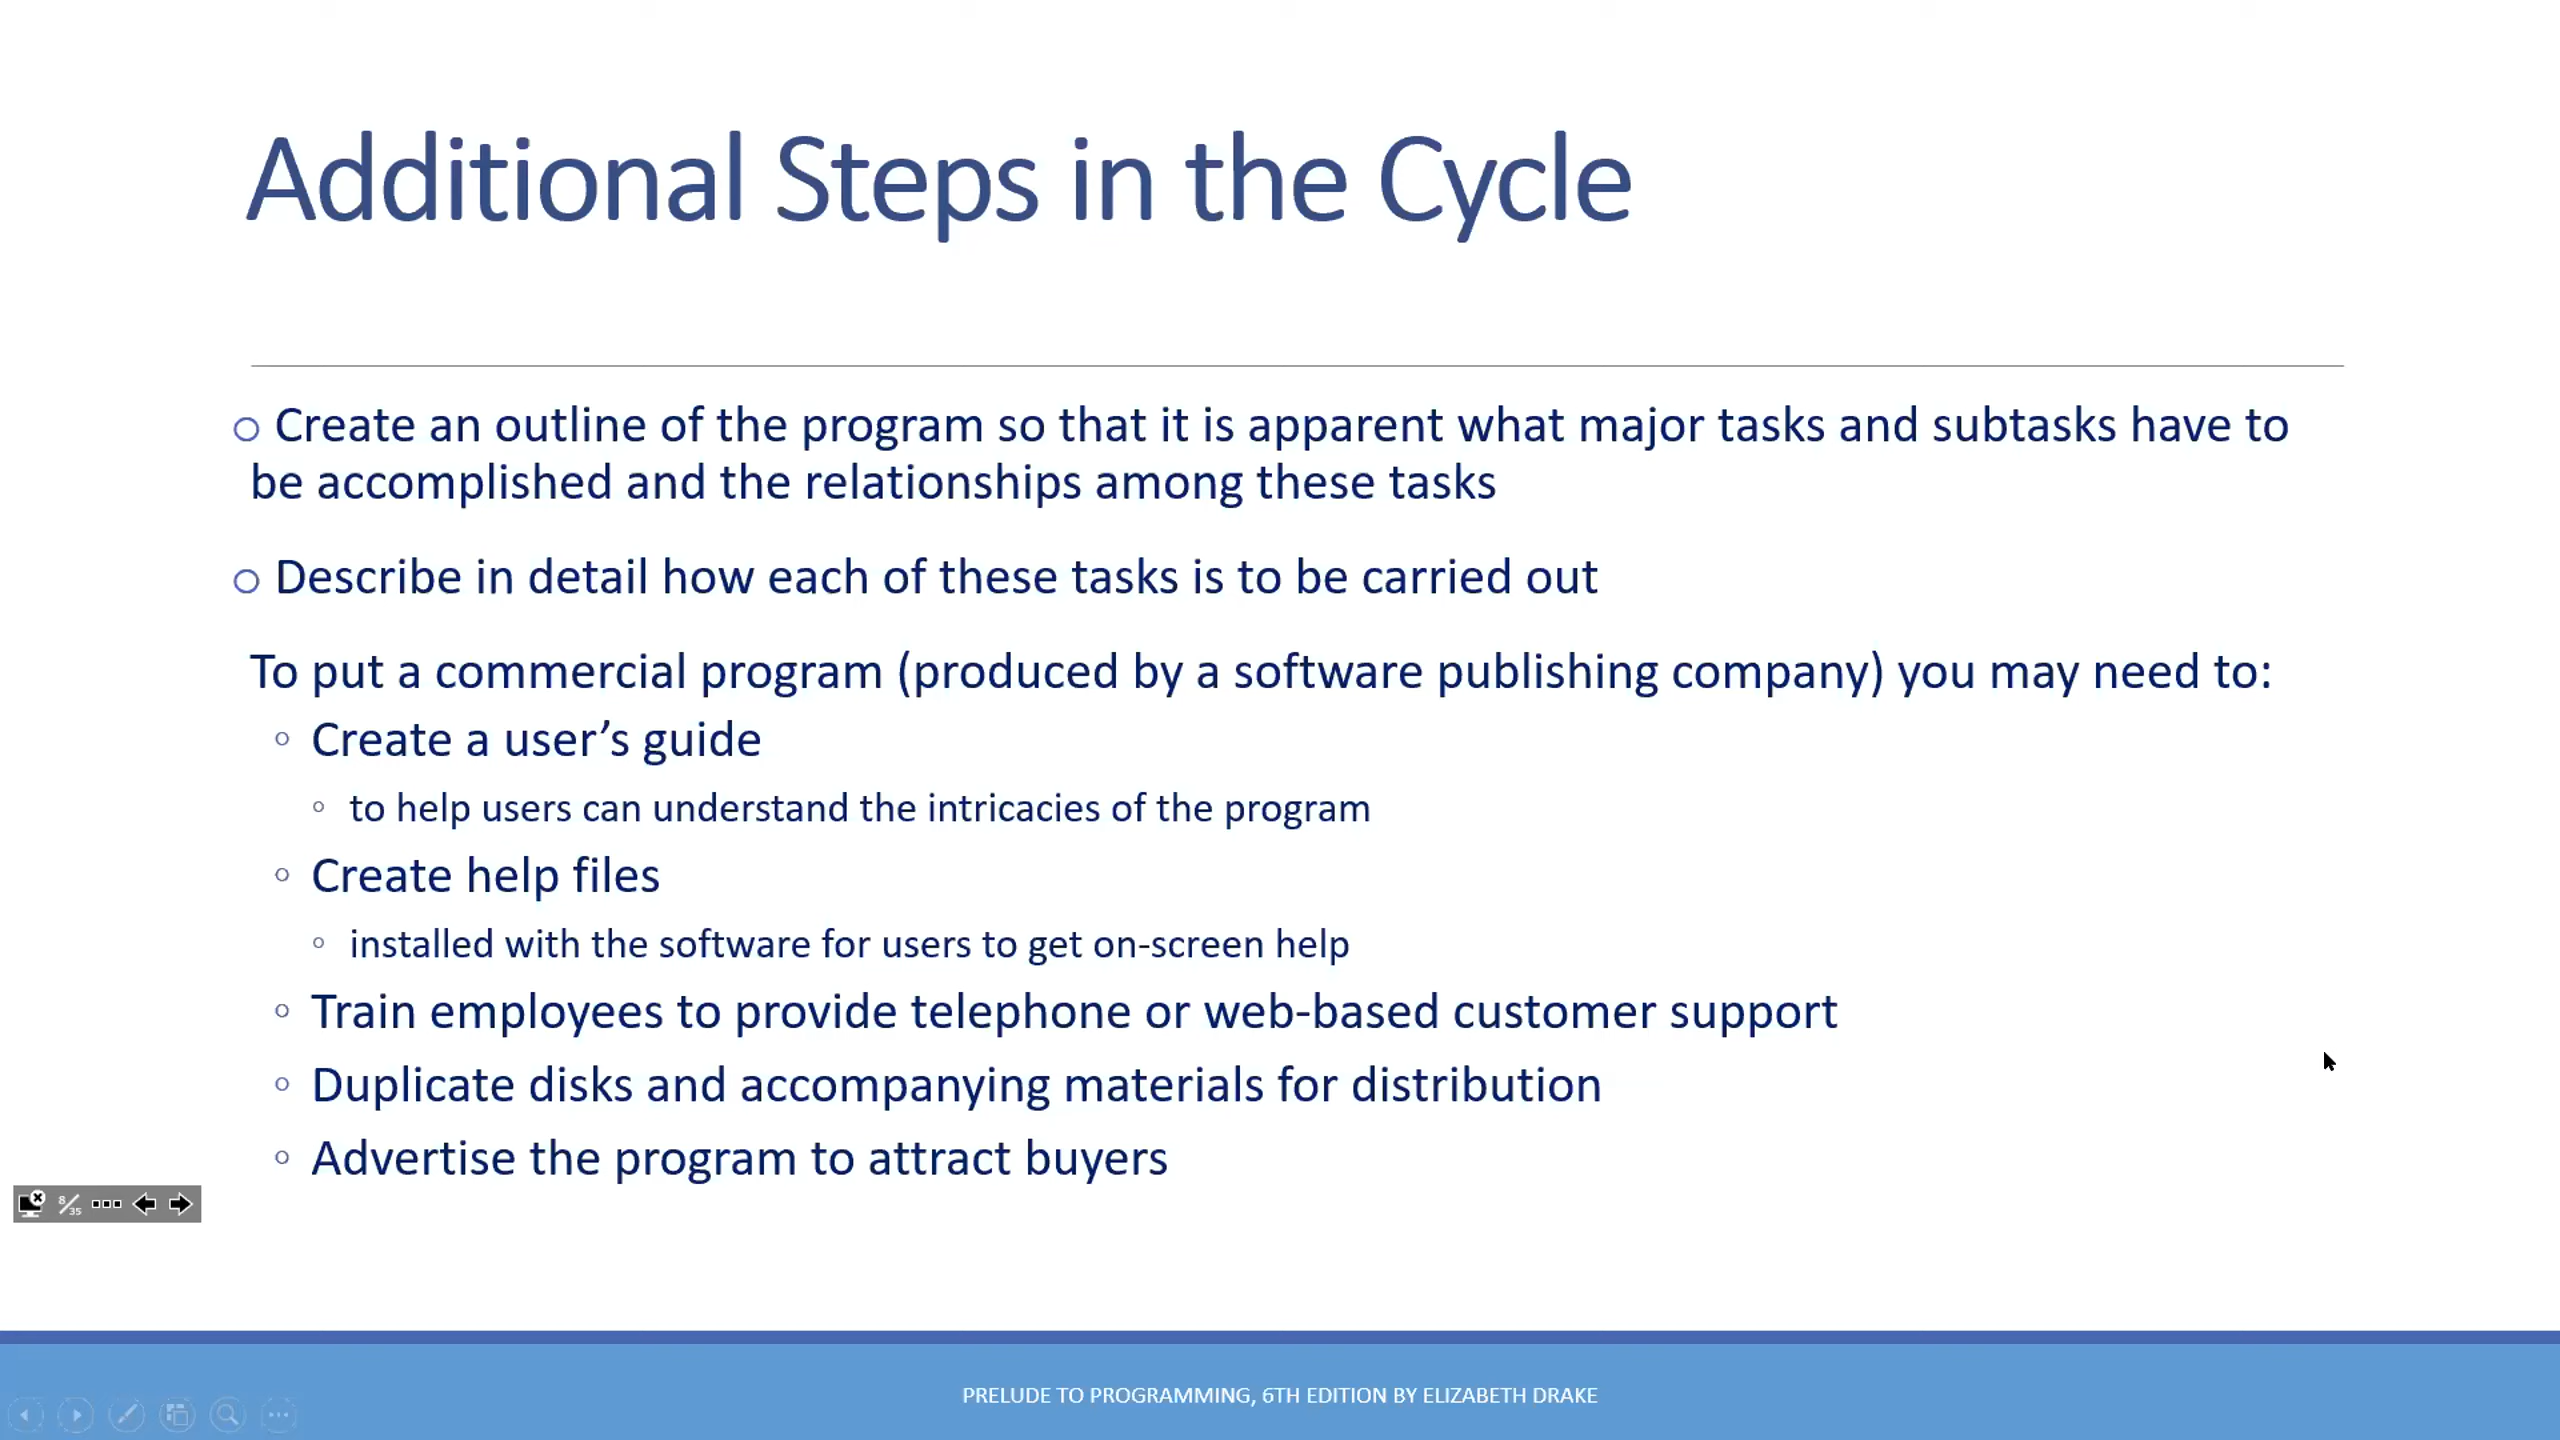 Additional Steps in the Cycle
Create an outline of the program so that it is apparent what major tasks and subtasks have to
be accomplished and the relationships among these tasks
Describe in detail how each of these tasks is to be carried out
To put a commercial program (produced by a software publishing company) you may need to:
Create a user’s guide
to help users can understand the intricacies of the program
Create help files
installed with the software for users to get on-screen help
Train employees to provide telephone or web-based customer support
Duplicate disks and accompanying materials for distribution
Advertise the program to attract buyers
8/35
PRELUDE TO PROGRAMMING, 6TH EDITION BY ELIZABETH DRAKE